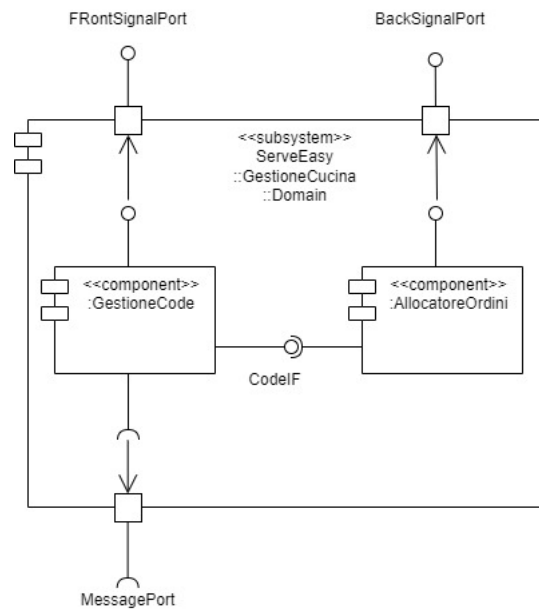 FRontSignalPort
BackSignalPort
<<subsystem>>
ServeEasy
::GestioneCucina
::Domain
<<component>>
:GestioneCode
<<component>>
:AllocatoreOrdini
CodeIF
MessagePort